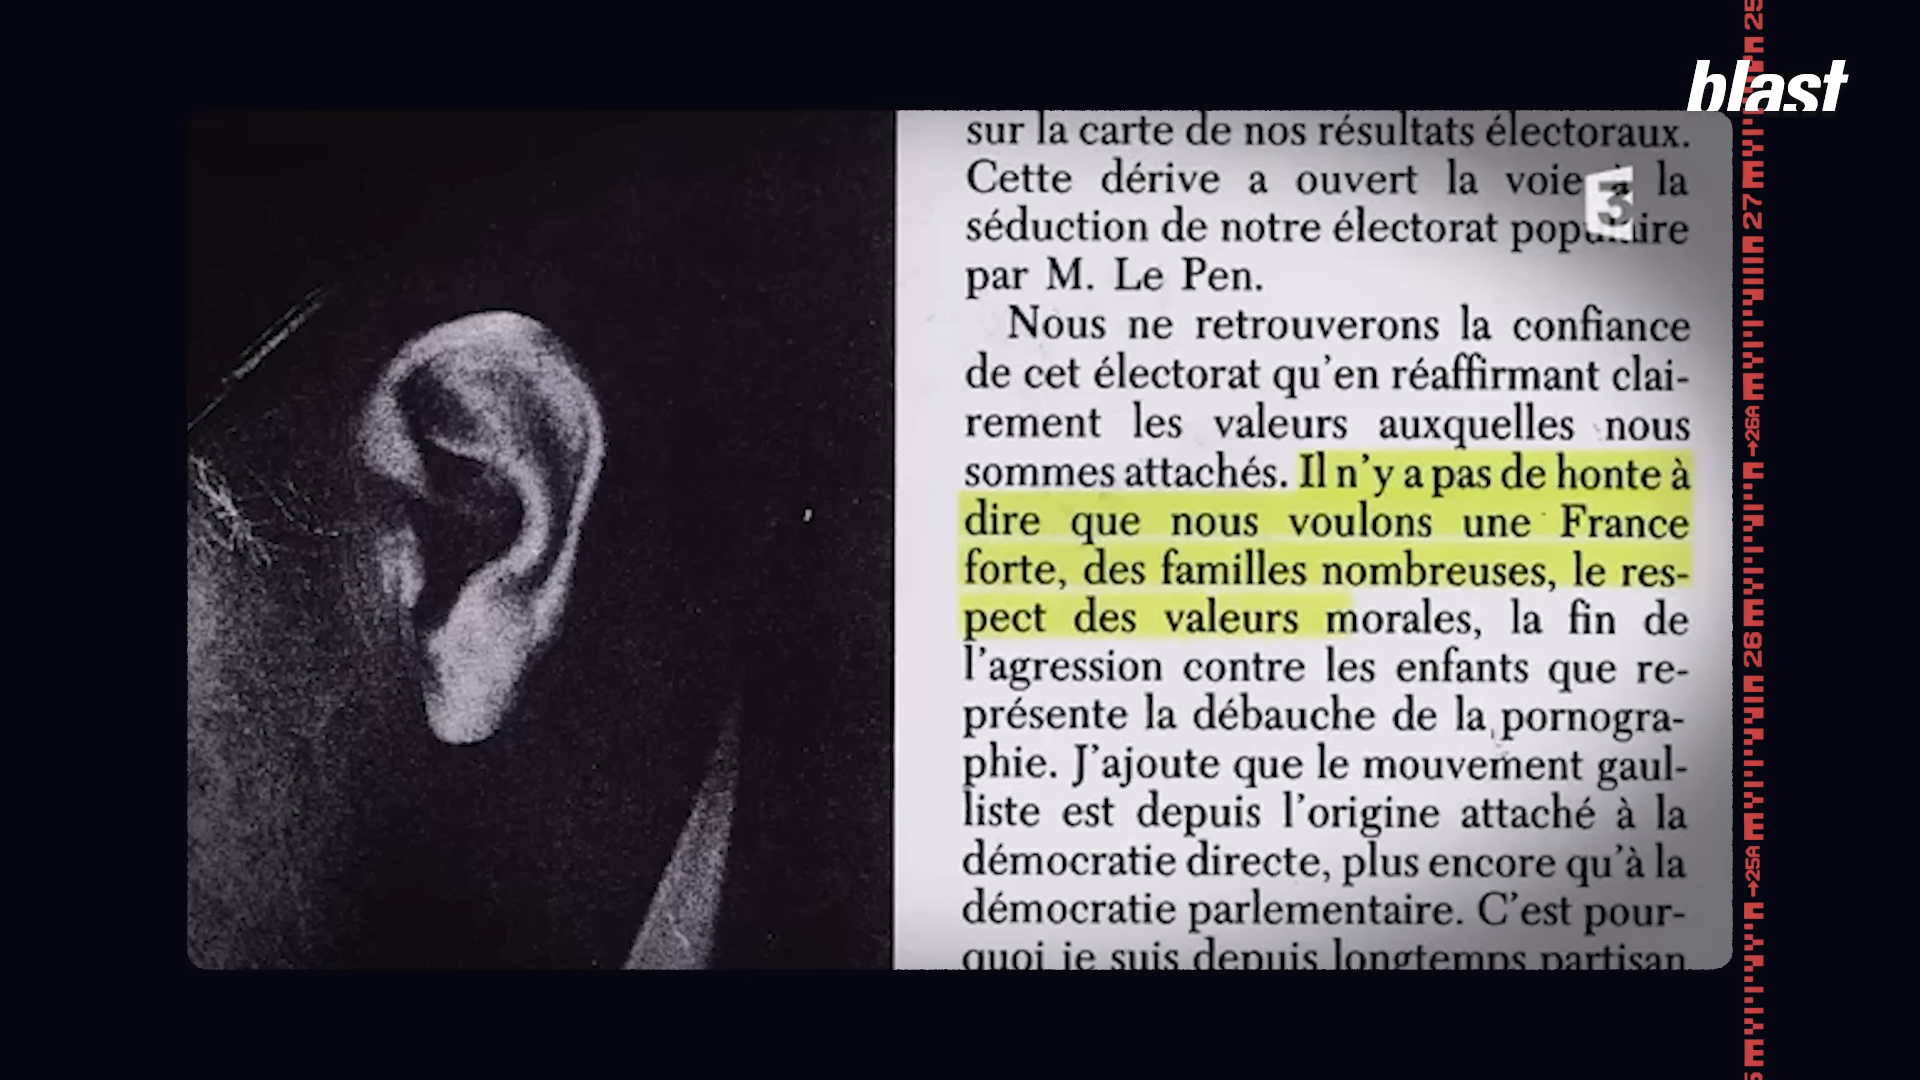 blast
sur la carte de nos résultats électoraux.
Cette dérive a ouvert la voie à la
3
séduction de notre électorat populaire
par M. Le Pen.
Nous ne retrouverons la confiance
de cet électorat qu'en réaffirmant clai-
rement les valeurs auxquelles nous
sommes attachés. Il n'y a pas de honte à
dire que nous voulons une France
forte, des familles nombreuses, le res-
pect des valeurs morales, la fin de
l'agression contre les enfants que re-
présente la débauche de la pornogra-
phie. J'ajoute que le mouvement gaul-
liste est depuis l'origine attaché à la
démocratie directe, plus encore qu'à la
démocratie parlementaire. C'est pour-
quoi je suis depuis longtemps partisan
25A
26
26A
27